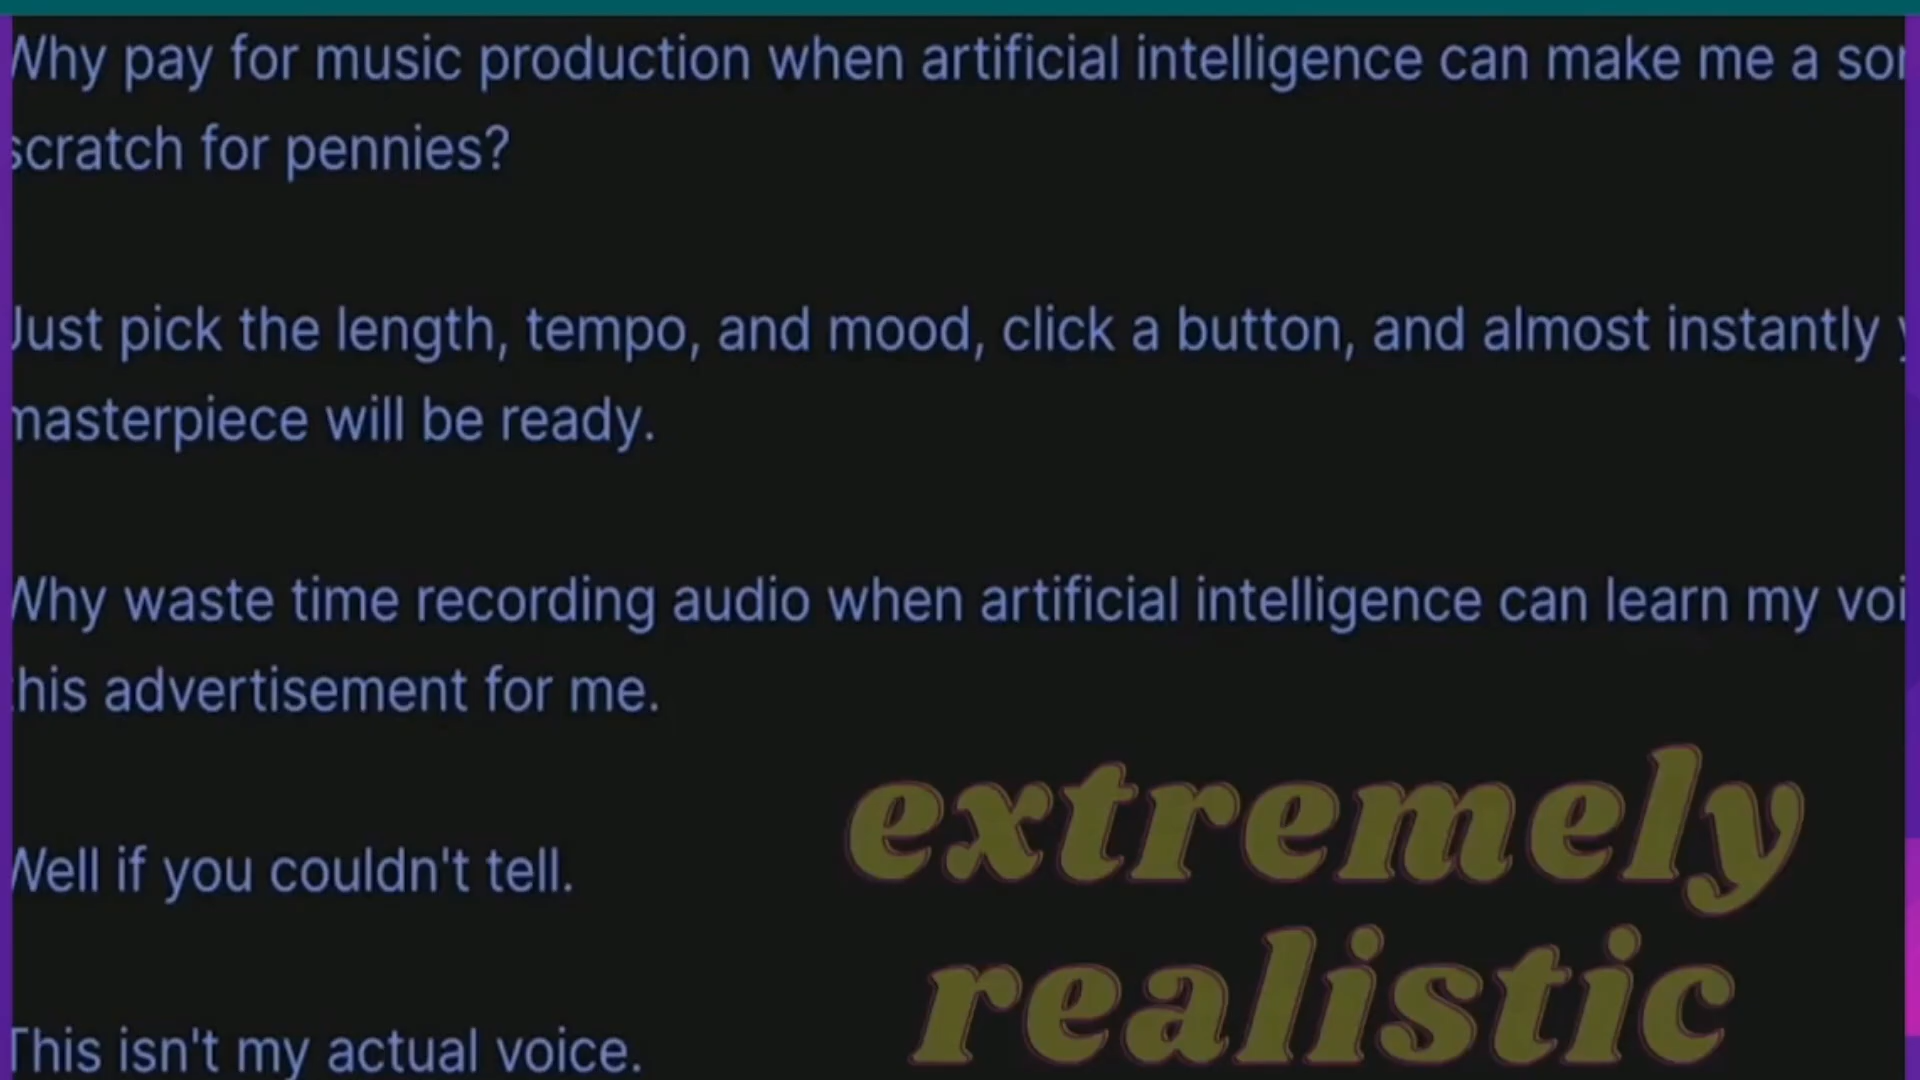 Why pay for music production when artificial intelligence can make me a
scratch for pennies?
Just pick the length, tempo, and mood, click a button, and almost instantly
masterpiece will be ready.
Why waste time recording audio when artificial intelligence can learn my
this advertisement for me.
Well if you couldn't tell.
This isn't my actual voice.
extremely
realistic